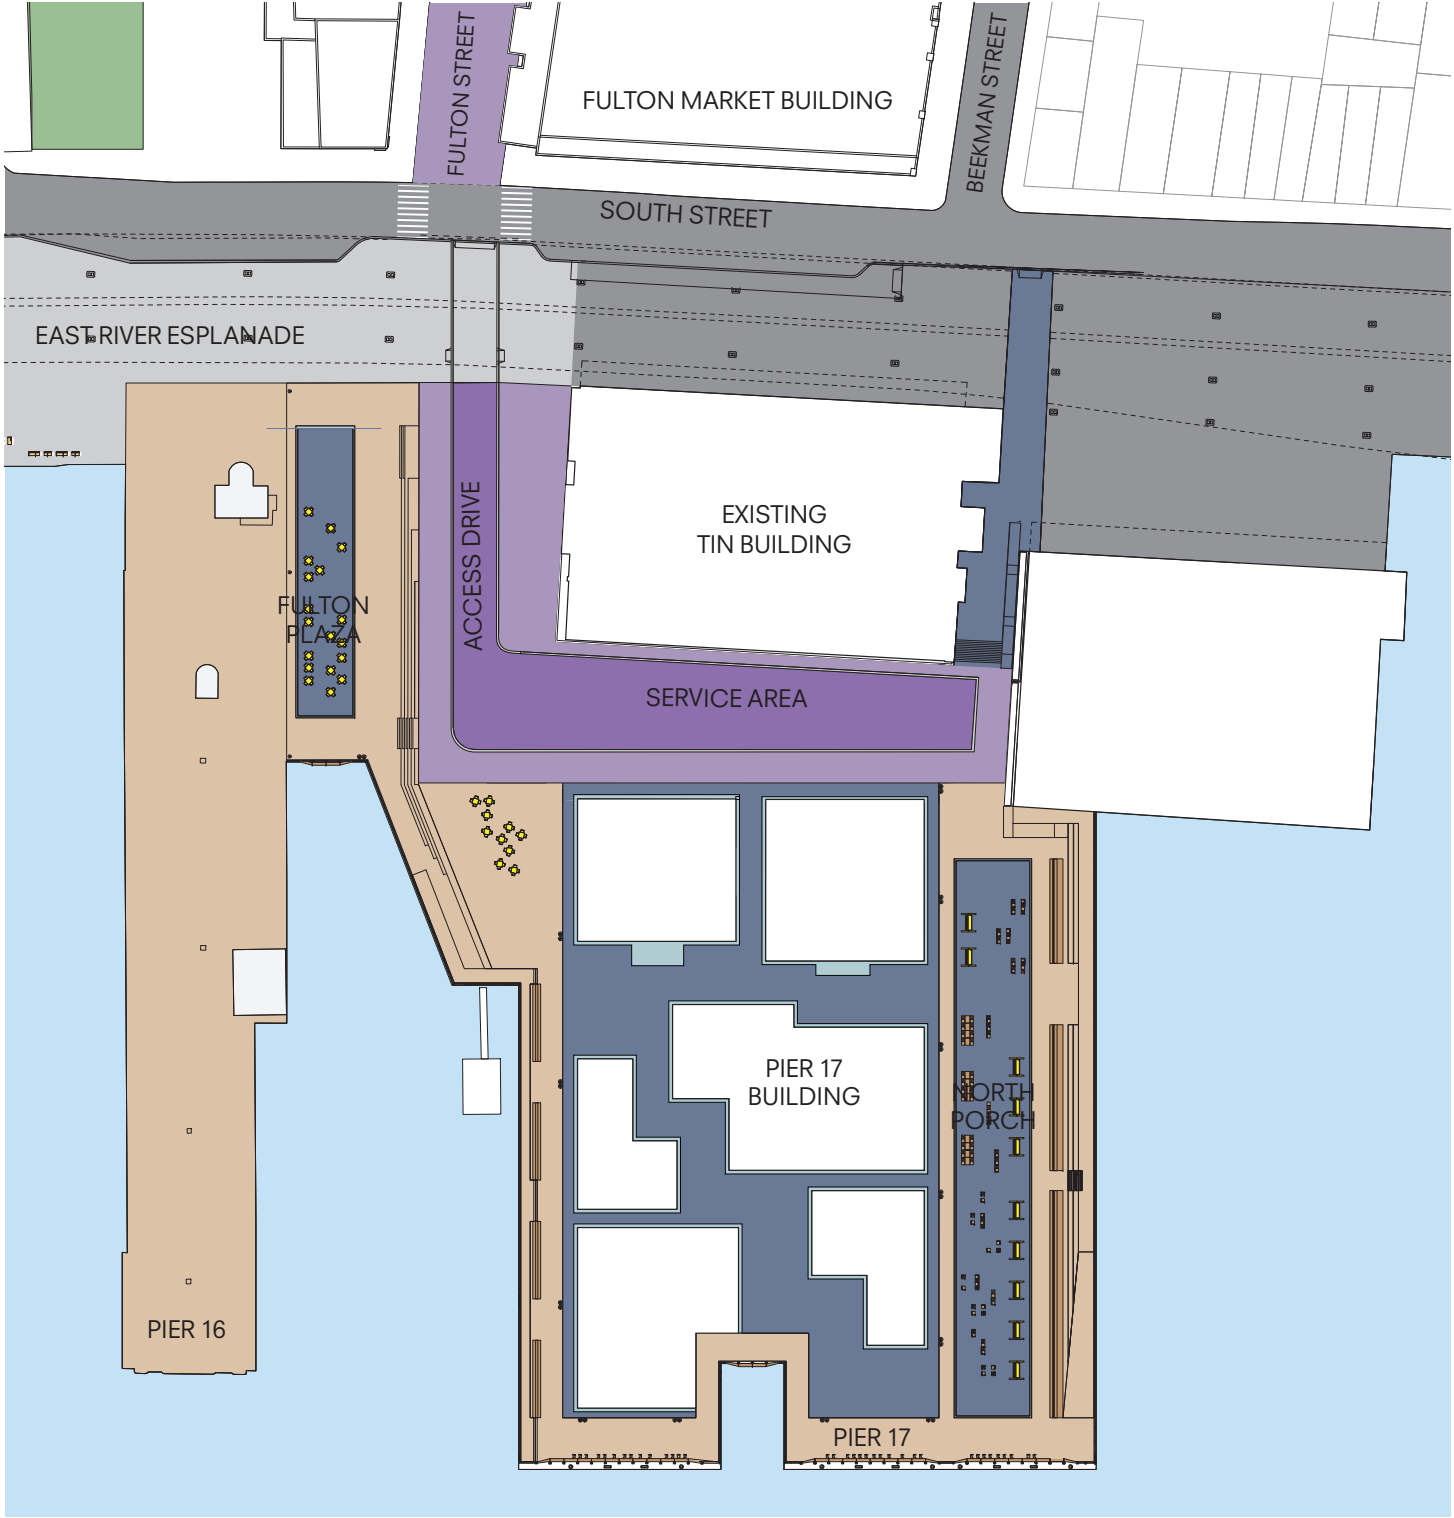 FULTON STREET
FULTON MARKET BUILDING
BEEKMAN STREET
SOUTH STREET
EAST RIVER ESPLANADE
ACCESS DRIVE
EXISTING
TIN BUILDING
FULTON
PLAZA
SERVICE AREA
PIER 17
BUILDING
NORTH
PORCH
PIER 16
PIER 17